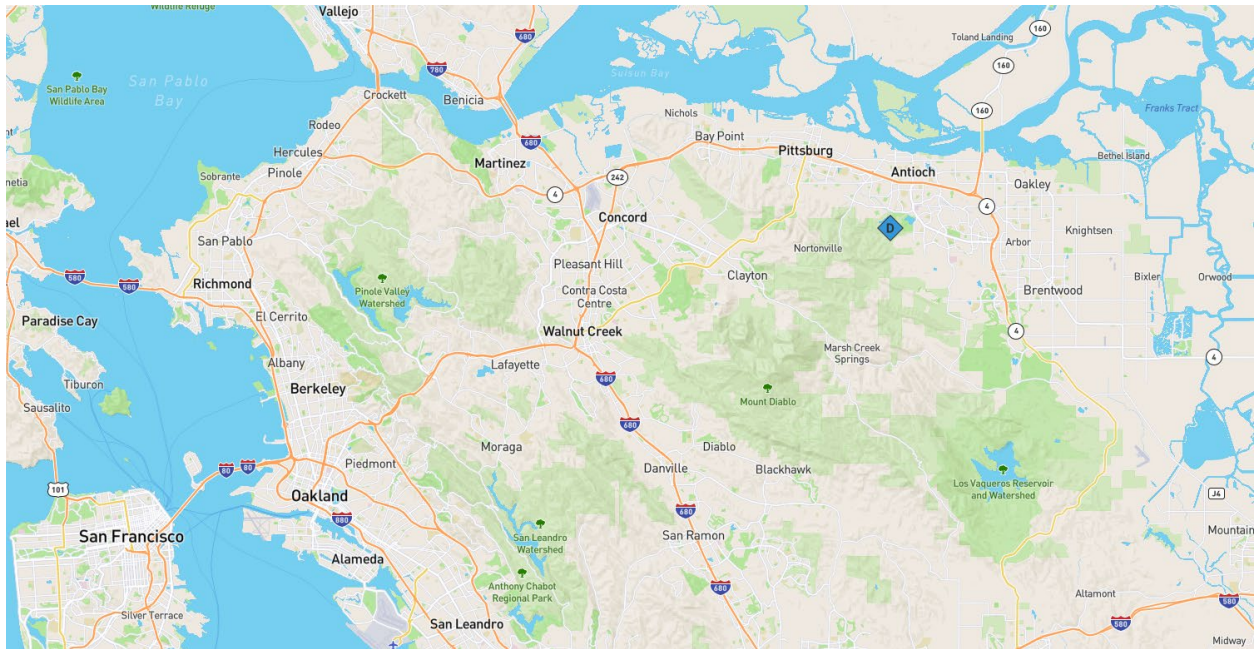 Wildlife Refuge
Vallejo
680
160
Toland Landing
160
San Pablo Bay
Wildlife Area
San Pablo
Bay
780
Suisun Bay
Crockett
Benicia
160
Franks Tract
Rodeo
Nichols
680
Bay Point
Hercules
Martinez
Pittsburg
Bethel Island
Sobrante
Pinole
242
Antioch
Oakley
4
4
Concord
D
Knightsen
San Pablo
Nortonville
Arbor
580
580
Pleasant Hill
Clayton
Bixler
Orwood
Richmond
Pinole Valley
Watershed
Contra Costa
Centre
Brentwood
El Cerrito
Paradise Cay
Walnut Creek
4
Marsh Creek
Springs
4
Albany
Lafayette
680
Tiburon
Berkeley
Mount Diablo
Sausalito
680
Moraga
Diablo
Piedmont
Danville
Blackhawk
80
80
Los Vaqueros Reservoir
and Watershed
101
Oakland
J4
880
680
San Francisco
San Leandro
Watershed
San Ramon
Mountain
Alameda
Anthony Chabot
Regional Park
680
Altamont
580
Silver Terrace
San Leandro
580
Midway